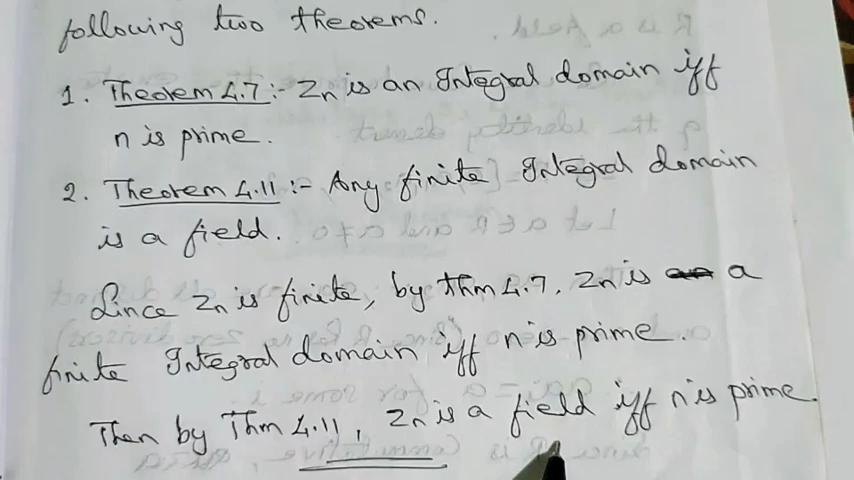 following two theorems.
1. Theorem 4.7 :- Zn is an Integral domain iff
n is prime.
2. Theorem 4.11 :- Any finite Integral domain
is a field.
Since Zn is finite, by thm 4.7, Zn is a
finite Integral domain iff n is prime.
Then by Thm 4.11, Zn is a field iff n is prime.